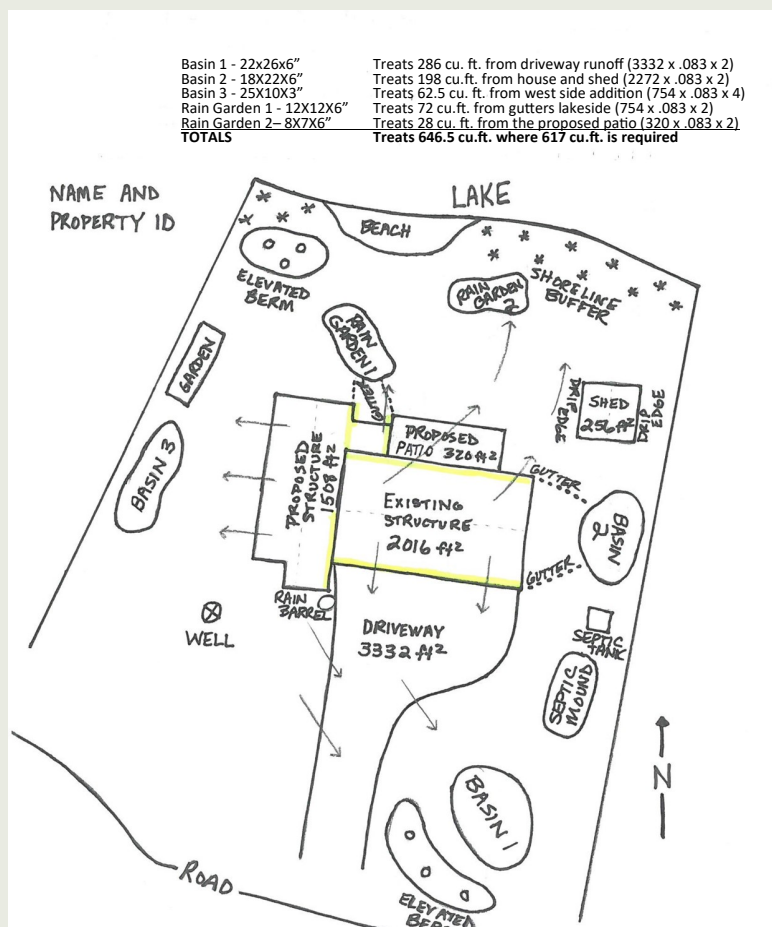 Basin 1 - 22x26x6” Treats 286 cu. ft. from driveway runoff (3332 x .083 x 2)
Basin 2 - 18X22X6” Treats 198 cu.ft. from house and shed (2272 x .083 x 2)
Basin 3 - 25X10X3” Treats 62.5 cu. ft. from west side addition (754 x .083 x 4)
Rain Garden 1 - 12X12X6” Treats 72 cu.ft. from gutters lakeside (754 x .083 x 2)
Rain Garden 2– 8X7X6” Treats 28 cu. ft. from the proposed patio (320 x .083 x 2)
TOTALS Treats 646.5 cu.ft. where 617 cu.ft. is required
NAME AND
PROPERTY ID
LAKE
BEACH
ELEVATED
BERM
RAIN
GARDEN
2
SHORELINE
BUFFER
RAIN
GARDEN 1
GARDEN
GUTTER
DRIP EDGE
SHED
256 ft²
DRIP
EDGE
PROPOSED
PATIO 320 ft²
PROPOSED
STRUCTURE
1508 ft²
BASIN 3
EXISTING
STRUCTURE
2016 ft²
GUTTER
BASIN
2
GUTTER
RAIN
BARREL
WELL
DRIVEWAY
3332 ft²
SEPTIC
TANK
SEPTIC
MOUND
N
BASIN 1
ROAD
ELEVATED
BERM